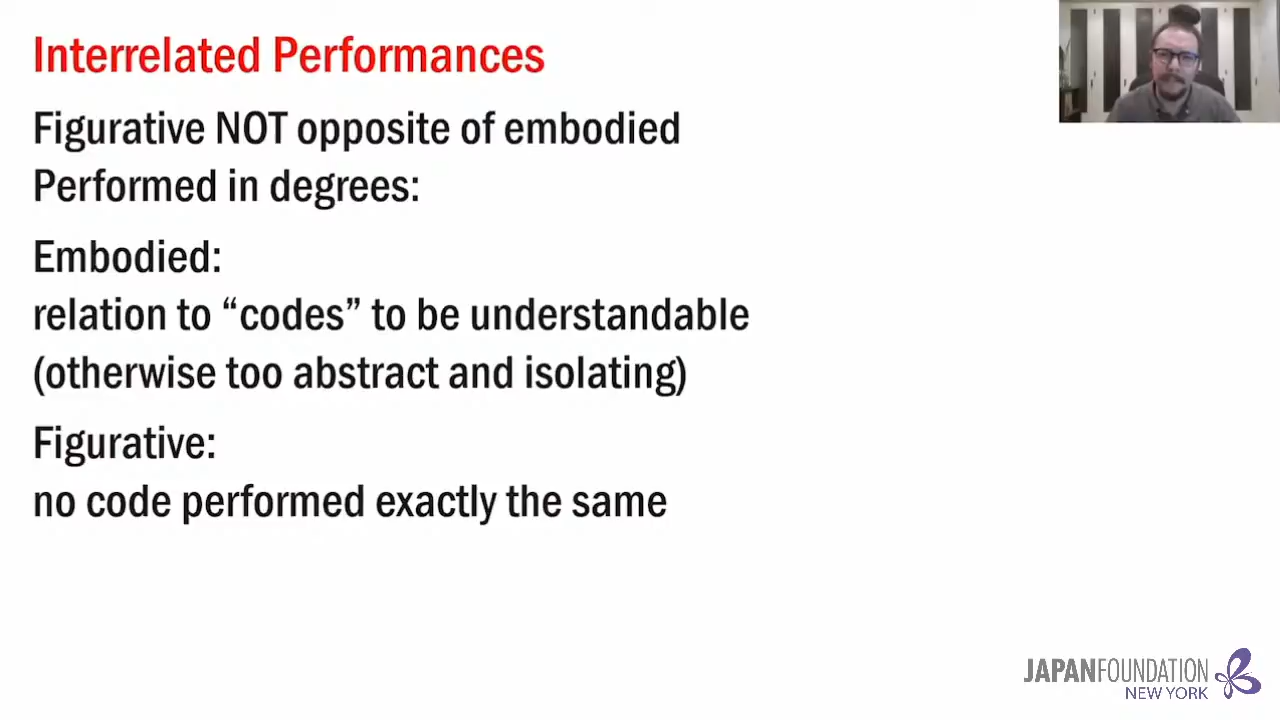 Interrelated Performances
Figurative NOT opposite of embodied
Performed in degrees:
Embodied:
relation to “codes” to be understandable
(otherwise too abstract and isolating)
Figurative:
no code performed exactly the same
JAPANFOUNDATION
NEW YORK